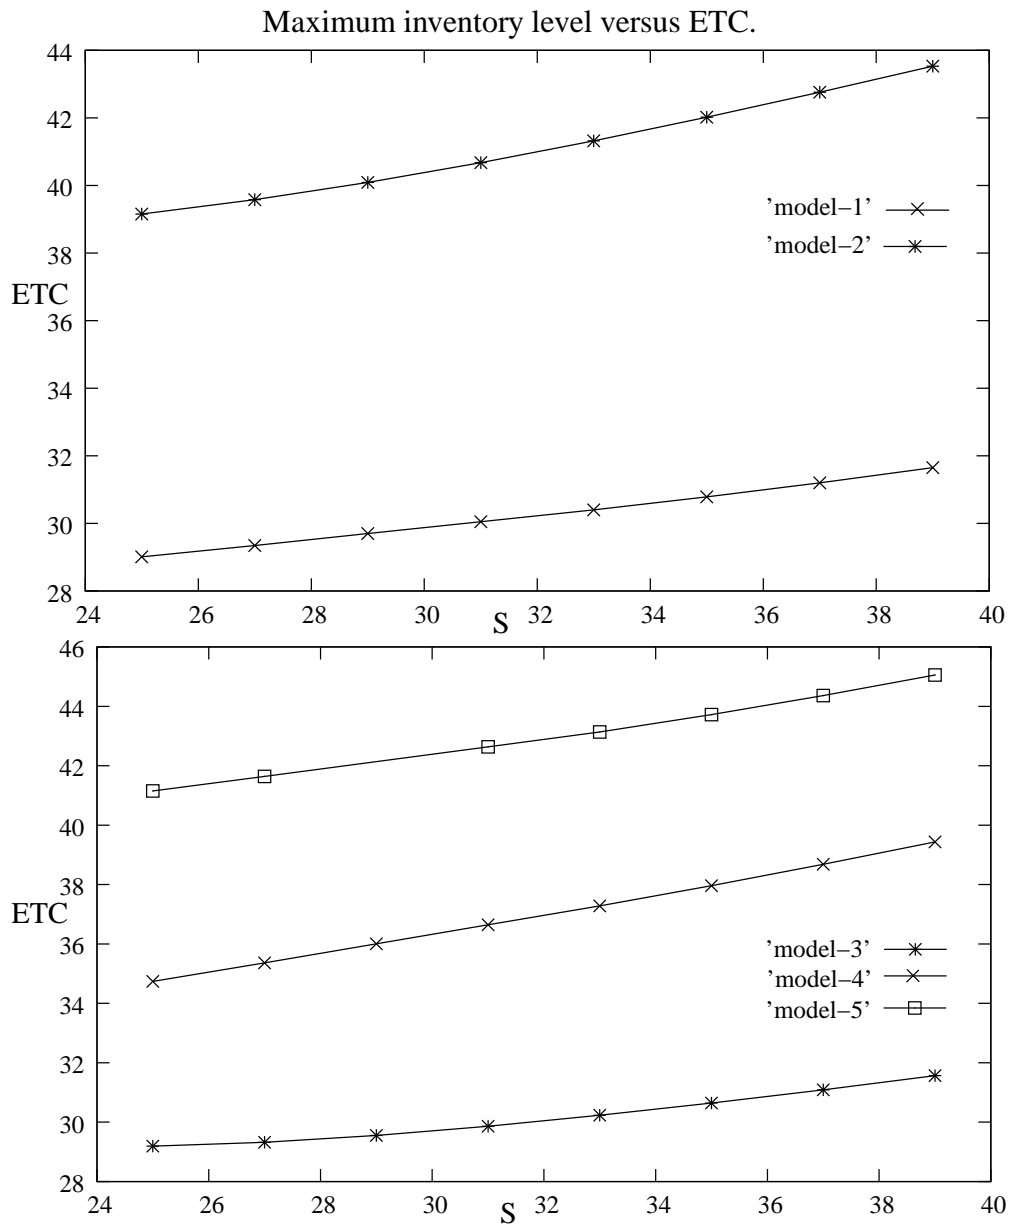 Maximum inventory level versus ETC.
44
42
40
38
36
34
32
30
28
ETC
’model−1’
’model−2’
24 26 28 30 32 34 36 38 40
S
46
44
42
40
38
36
34
32
30
28
ETC
’model−3’
’model−4’
’model−5’
24 26 28 30 32 34 36 38 40
S